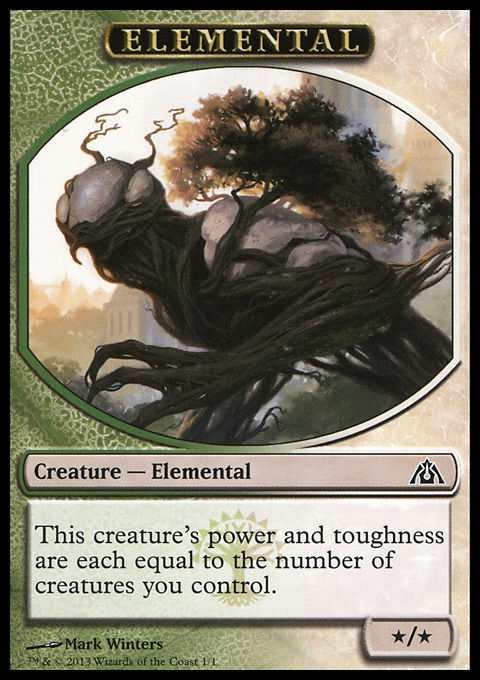 ELEMENTAL
Creature — Elemental
This creature's power and toughness
are each equal to the number of
creatures you control.
★/★
Mark Winters
™ & © 2013 Wizards of the Coast 1/1